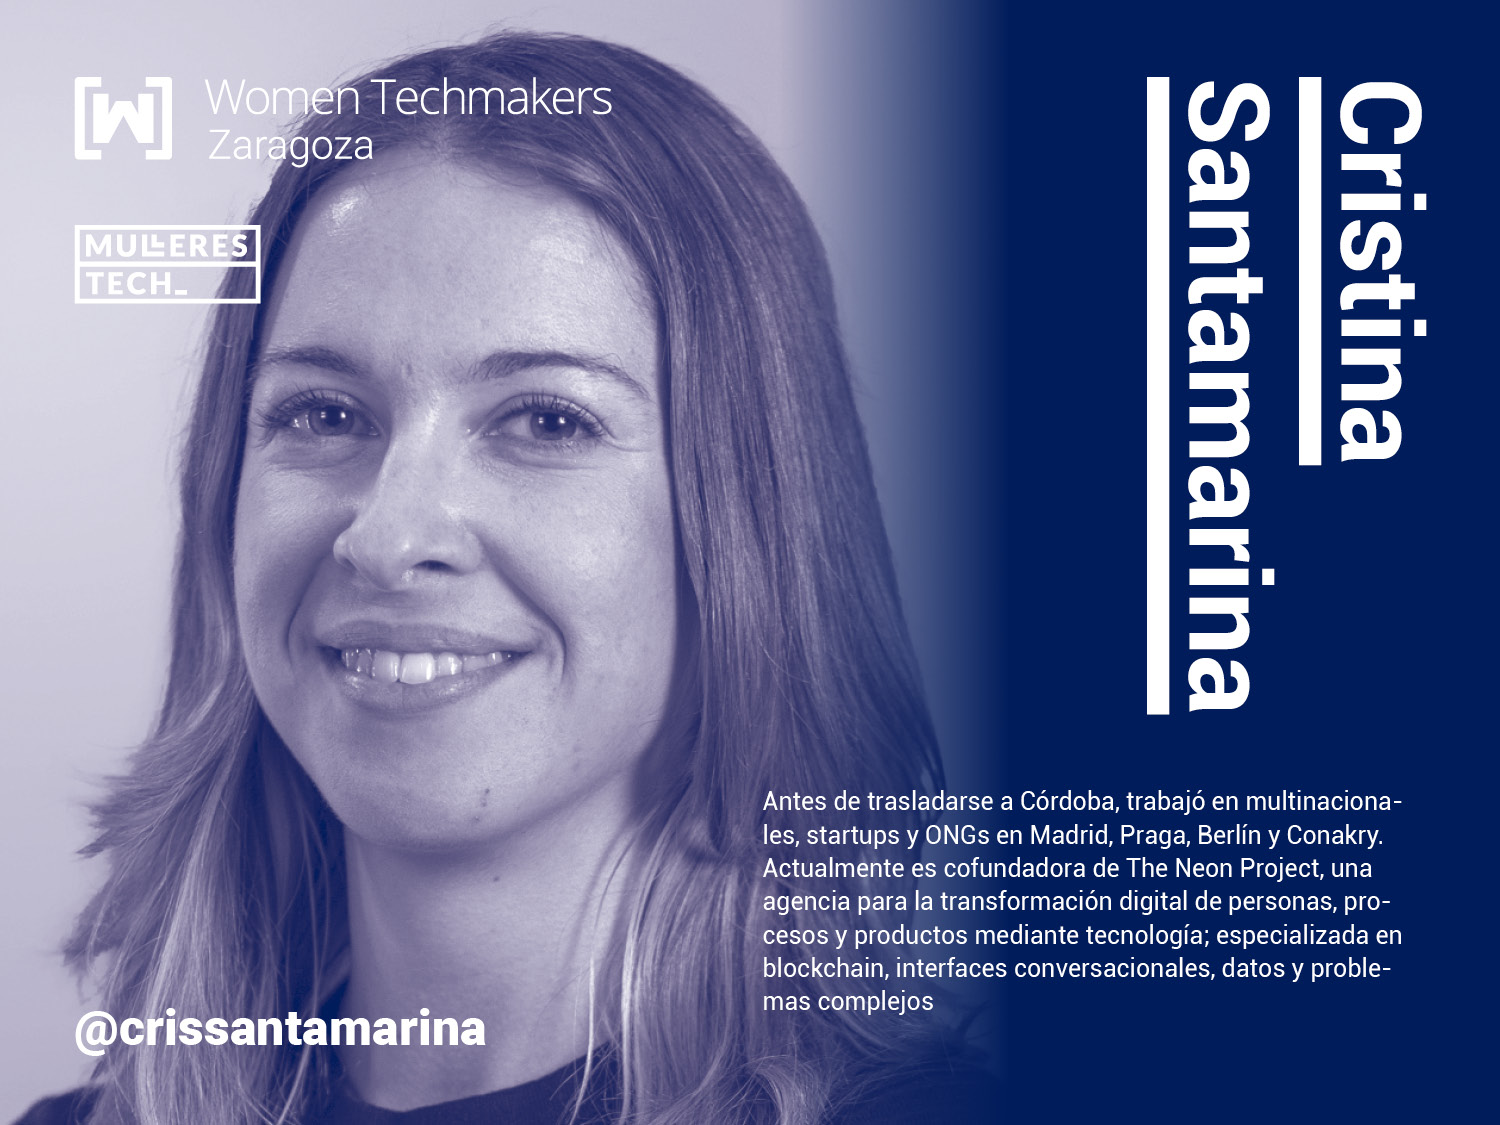 Women Techmakers
Zaragoza
MULLERES
TECH_
Cristina
Santamarina
Antes de trasladarse a Córdoba, trabajó en multinaciona-
les, startups y ONGs en Madrid, Praga, Berlín y Conakry.
Actualmente es cofundadora de The Neon Project, una
agencia para la transformación digital de personas, pro-
cesos y productos mediante tecnología; especializada en
blockchain, interfaces conversacionales, datos y proble-
mas complejos
@crissantamarina